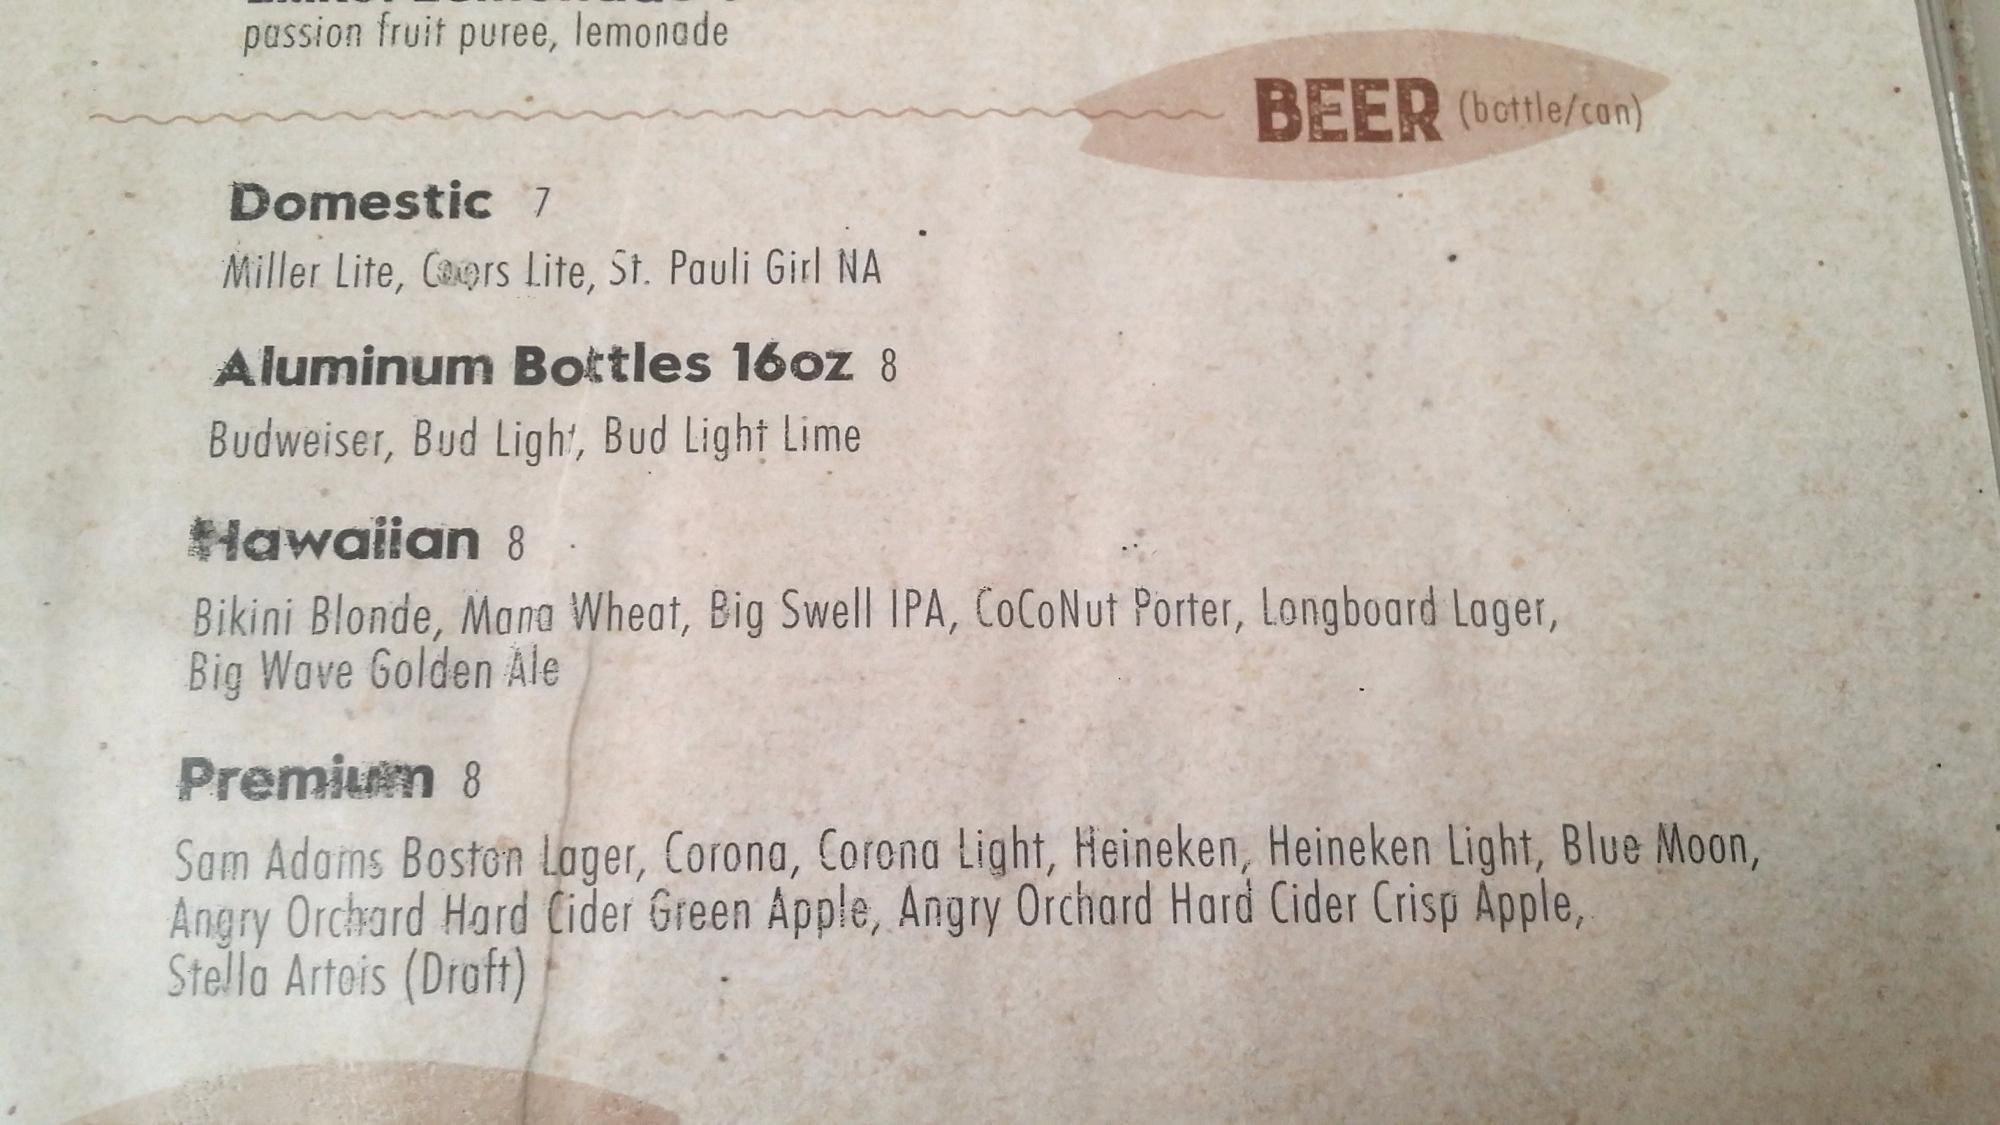 passion fruit puree, lemonade
BEER (bottle/can)
Domestic 7
Miller Lite, Coors Lite, St. Pauli Girl NA
Aluminum Bottles 16oz 8
Budweiser, Bud Light, Bud Light Lime
Hawaiian 8
Bikini Blonde, Mana Wheat, Big Swell IPA, CoCoNut Porter, Longboard Lager,
Big Wave Golden Ale
Premium 8
Sam Adams Boston Lager, Corona, Corona Light, Heineken, Heineken Light, Blue Moon,
Angry Orchard Hard Cider Green Apple, Angry Orchard Hard Cider Crisp Apple,
Stella Artois (Draft)